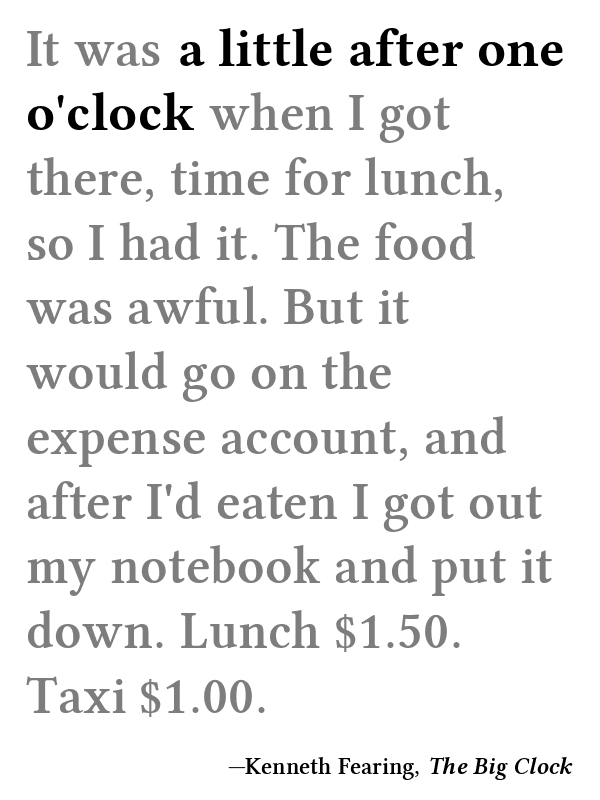 It was a little after one
o'clock when I got
there, time for lunch,
so I had it. The food
was awful. But it
would go on the
expense account, and
after I'd eaten I got out
my notebook and put it
down. Lunch $1.50.
Taxi $1.00.
—Kenneth Fearing, The Big Clock